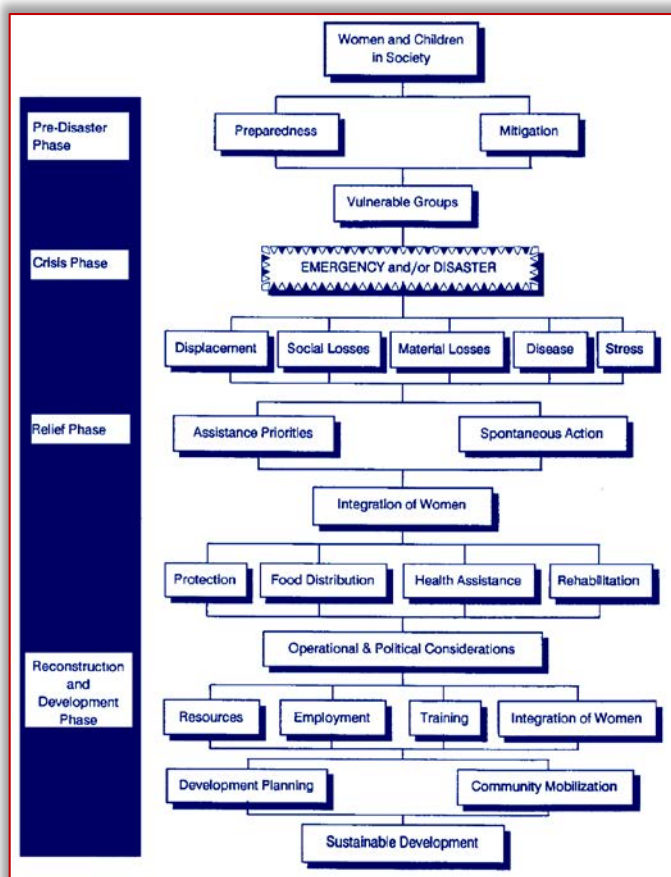 Women and Children
in Society
Pre-Disaster
Phase
Preparedness
Mitigation
Vulnerable Groups
Crisis Phase
EMERGENCY and/or DISASTER
Displacement
Social Losses
Material Losses
Disease
Stress
Relief Phase
Assistance Priorities
Spontaneous Action
Integration of Women
Protection
Food Distribution
Health Assistance
Rehabilitation
Operational & Political Considerations
Reconstruction
and
Development
Phase
Resources
Employment
Training
Integration of Women
Development Planning
Community Mobilization
Sustainable Development